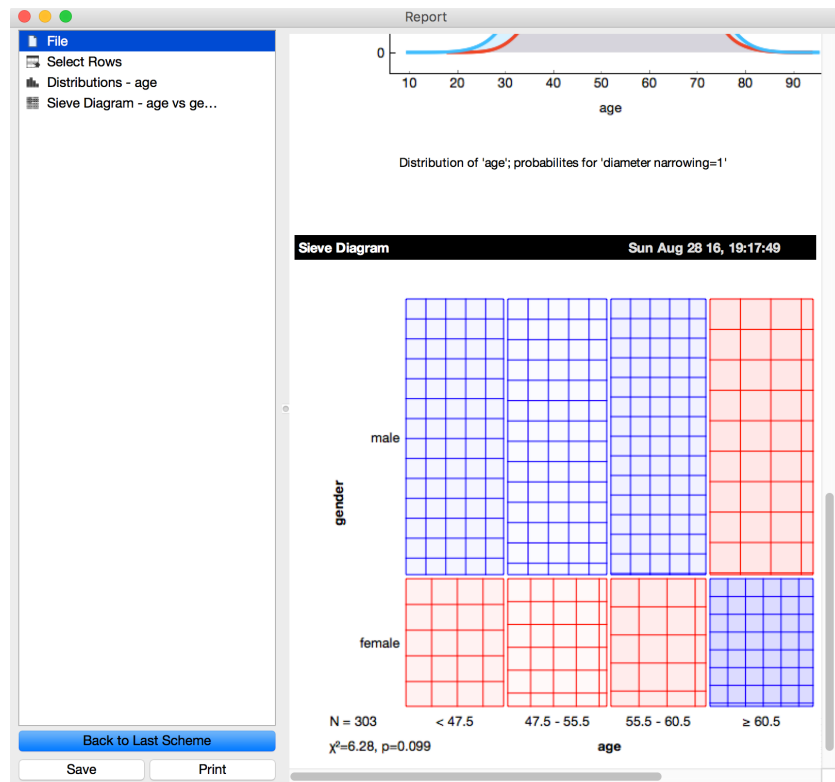 Report
File
Select Rows
Distributions - age
Sieve Diagram - age vs ge...
Back to Last Scheme
Save Print
0
10 20 30 40 50 60 70 80 90
age
Distribution of 'age'; probabilites for 'diameter narrowing=1'
Sieve Diagram Sun Aug 28 16, 19:17:49
male
gender
female
N = 303 < 47.5 47.5 - 55.5 55.5 - 60.5 ≥ 60.5
χ²=6.28, p=0.099 age